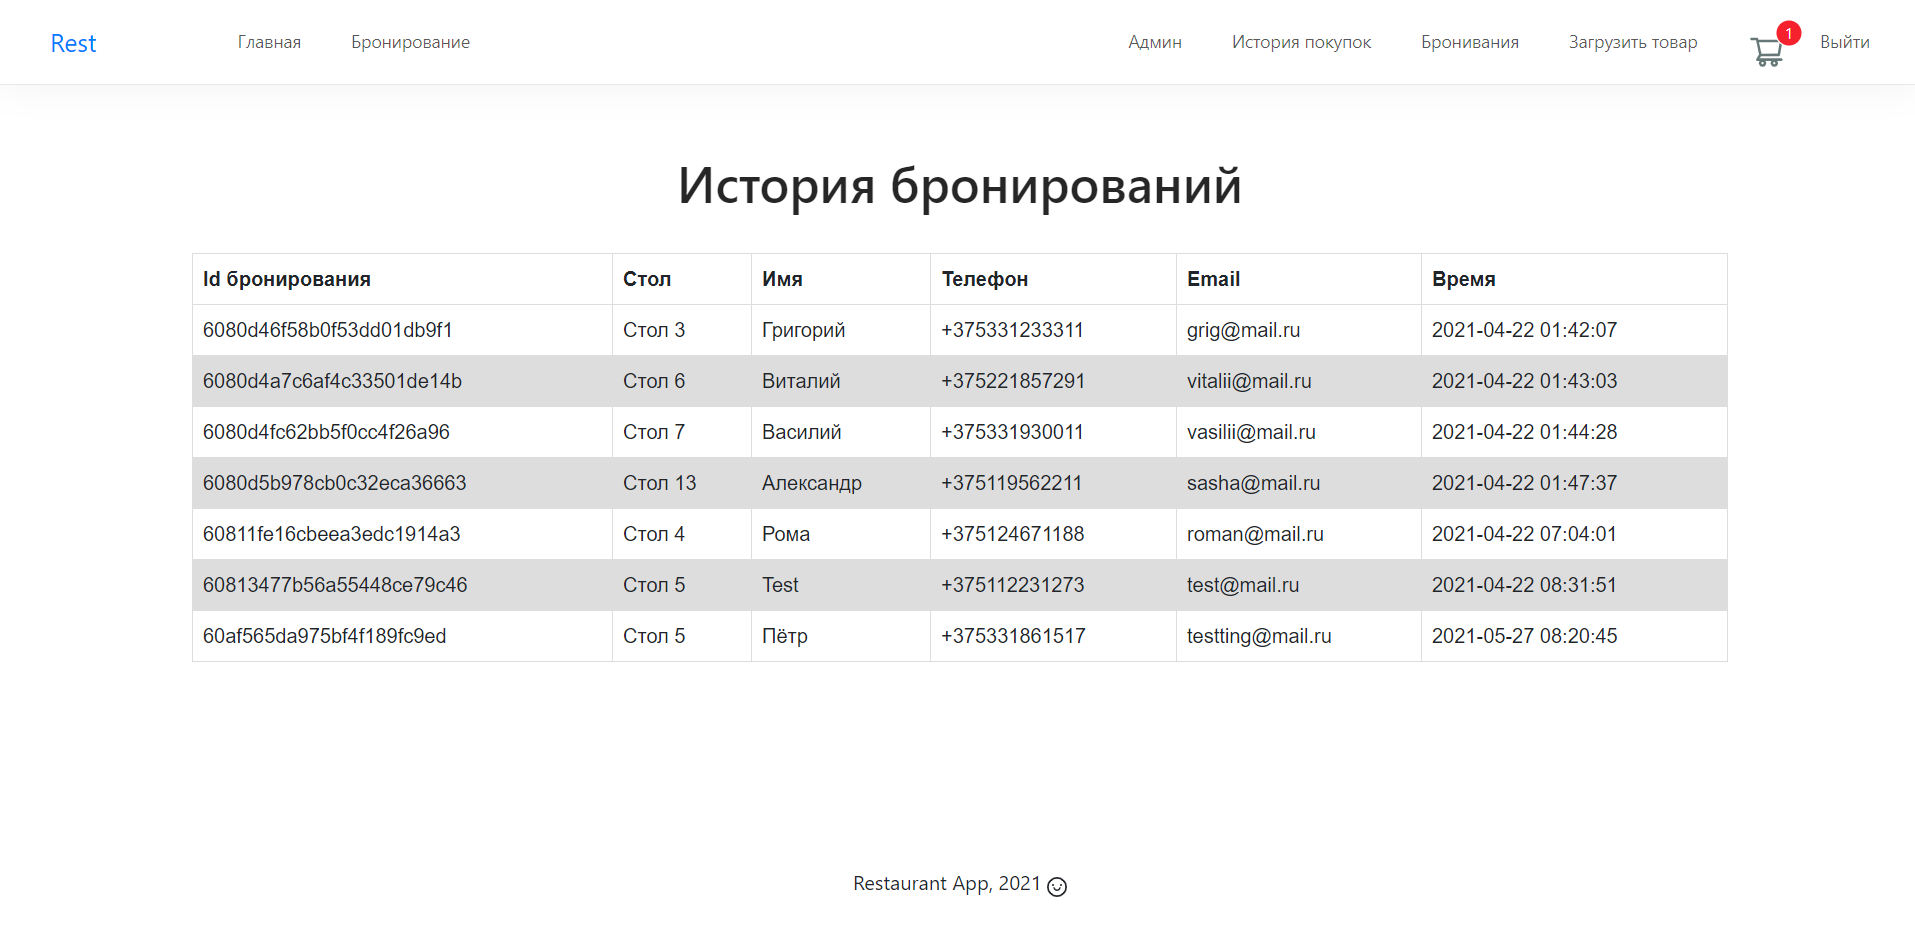 Rest Главная Бронирование Админ История покупок Бронивания Загрузить товар 1 Выйти
История бронирований
Id бронирования Стол Имя Телефон Email Время
6080d46f58b0f53dd01db9f1 Стол 3 Григорий +375331233311 grig@mail.ru 2021-04-22 01:42:07
6080d4a7c6af4c33501de14b Стол 6 Виталий +375221857291 vitalii@mail.ru 2021-04-22 01:43:03
6080d4fc62bb5f0cc4f26a96 Стол 7 Василий +375331930011 vasilii@mail.ru 2021-04-22 01:44:28
6080d5b978cb0c32eca36663 Стол 13 Александр +375119562211 sasha@mail.ru 2021-04-22 01:47:37
60811fe16cbeea3edc1914a3 Стол 4 Рома +375124671188 roman@mail.ru 2021-04-22 07:04:01
60813477b56a55448ce79c46 Стол 5 Test +375112231273 test@mail.ru 2021-04-22 08:31:51
60af565da975bf4f189fc9ed Стол 5 Пётр +375331861517 testting@mail.ru 2021-05-27 08:20:45
Restaurant App, 2021